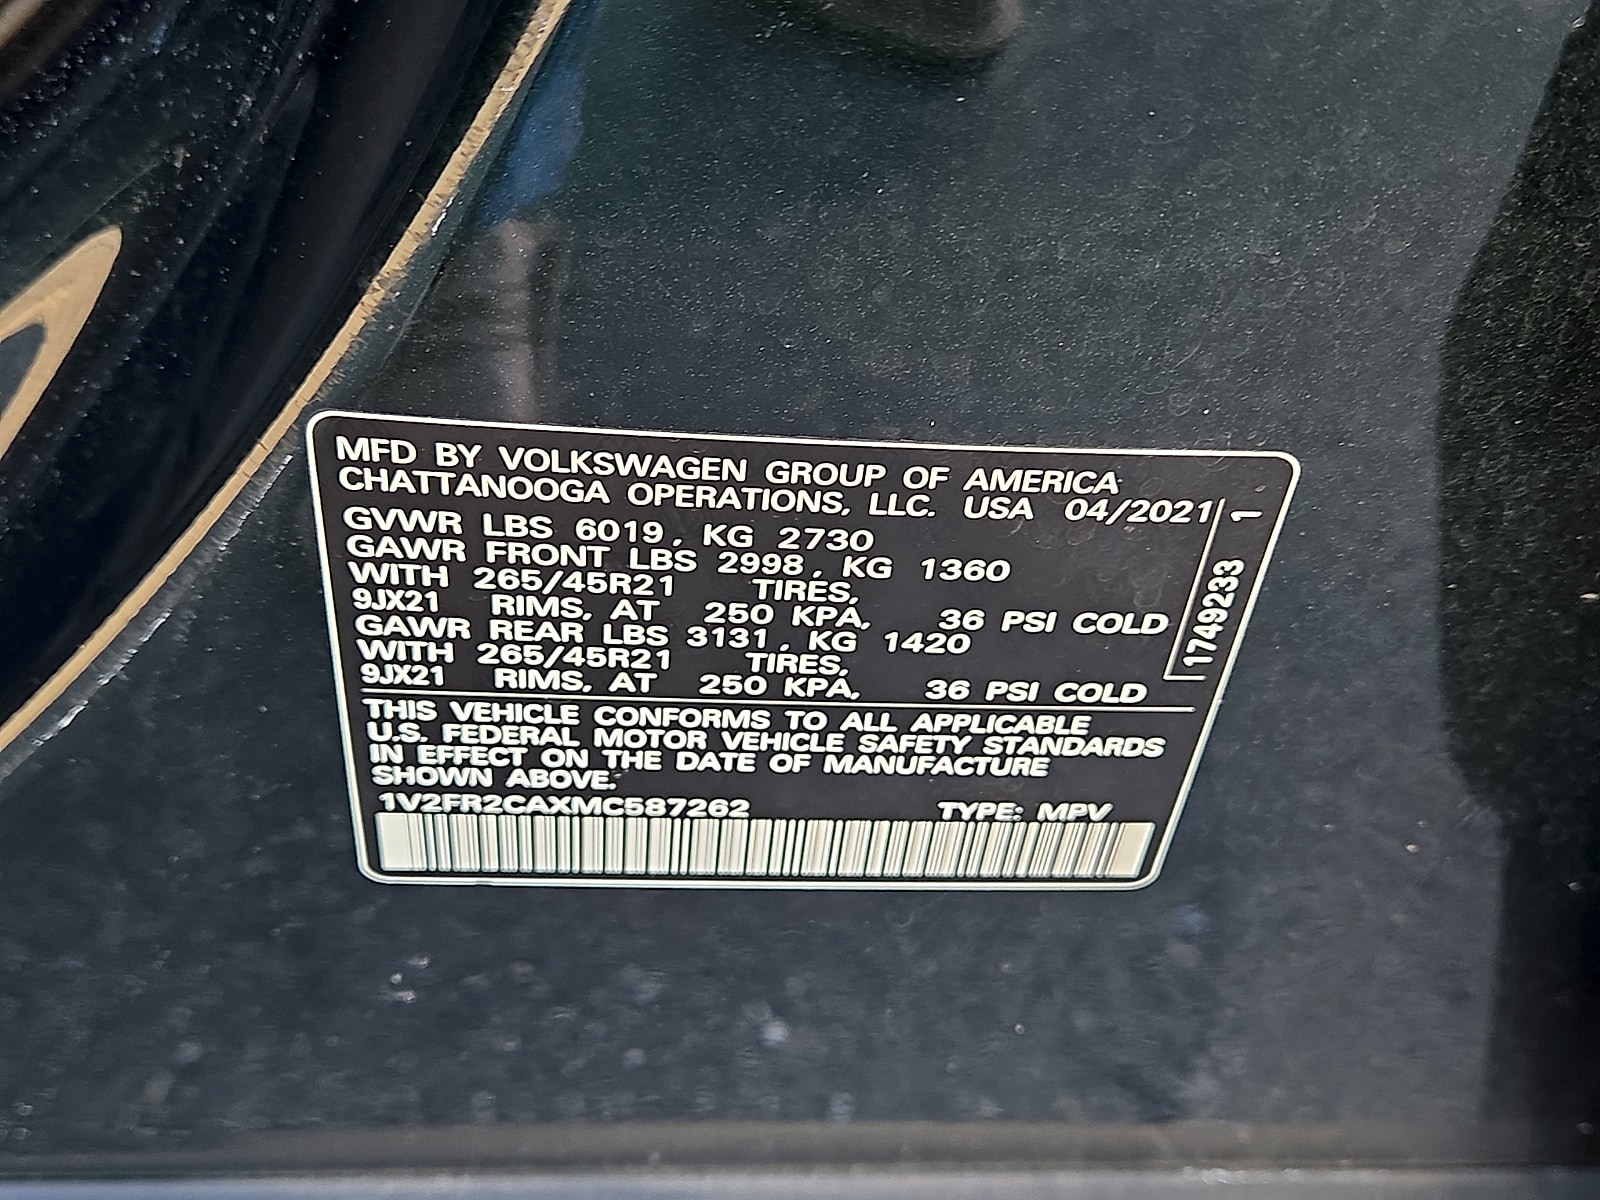 MFD BY VOLKSWAGEN GROUP OF AMERICA
CHATTANOOGA OPERATIONS, LLC. USA 04/2021
GVWR LBS 6019, KG 2730
GAWR FRONT LBS 2998, KG 1360
WITH 265/45R21 TIRES,
9JX21 RIMS, AT 250 KPA, 36 PSI COLD
GAWR REAR LBS 3131, KG 1420
WITH 265/45R21 TIRES,
9JX21 RIMS, AT 250 KPA, 36 PSI COLD
THIS VEHICLE CONFORMS TO ALL APPLICABLE
U.S. FEDERAL MOTOR VEHICLE SAFETY STANDARDS
IN EFFECT ON THE DATE OF MANUFACTURE
SHOWN ABOVE.
1V2FR2CAXMC587262 TYPE: MPV
1749233 1